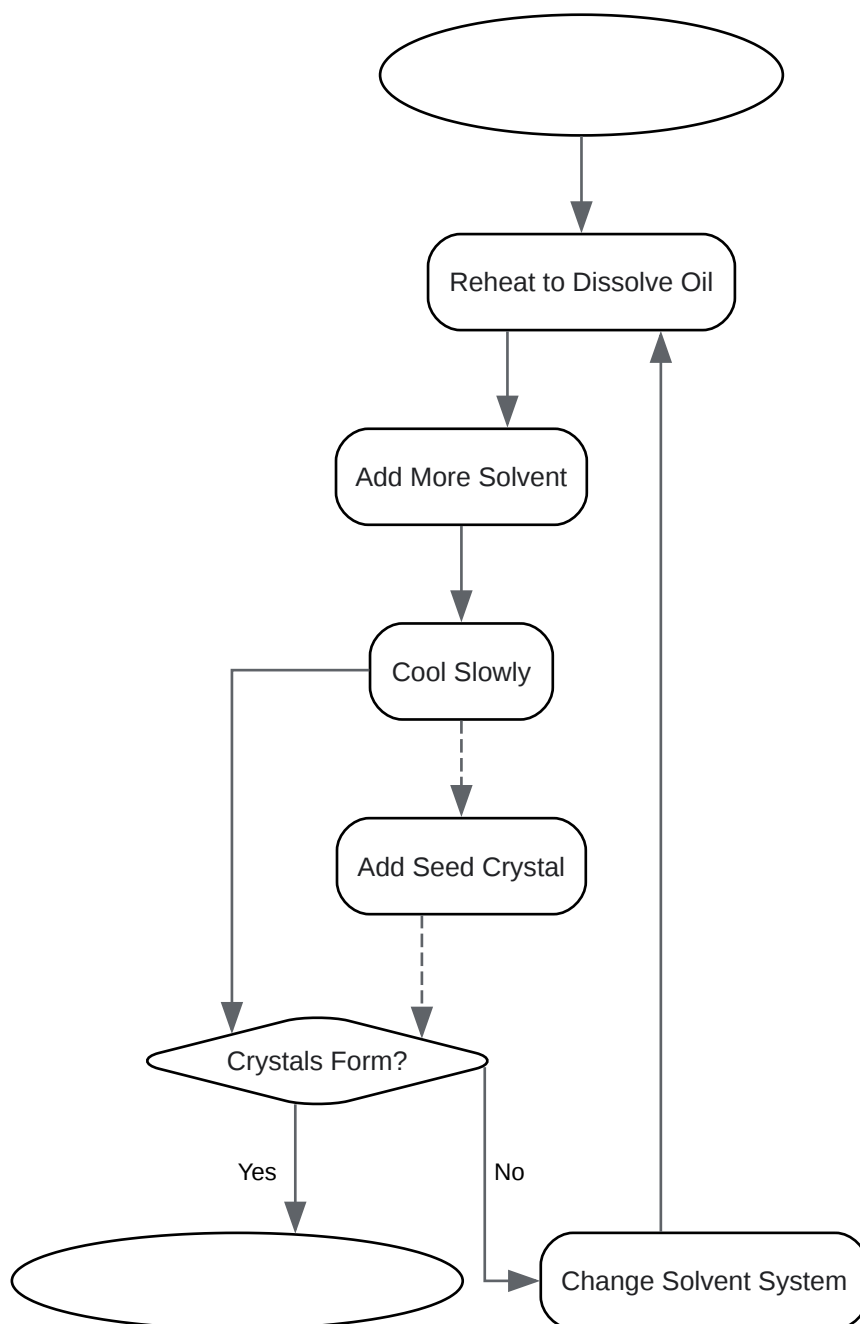 Reheat to Dissolve Oil
Add More Solvent
Cool Slowly
Add Seed Crystal
Crystals Form?
Yes
No
Change Solvent System